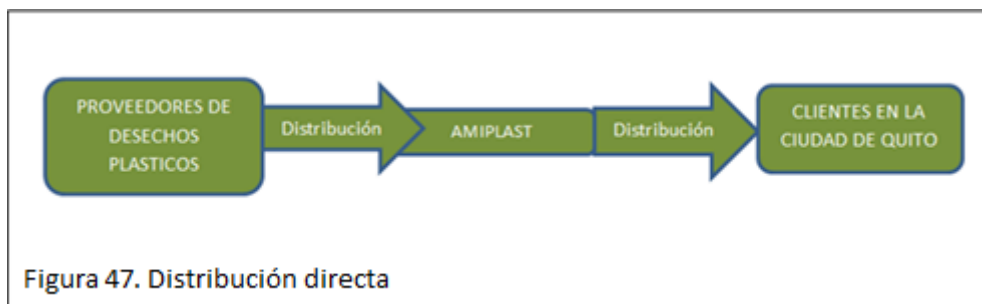 PROVEEDORES DE
DESECHOS
PLASTICOS
Distribución
AMIPLAST
Distribución
CLIENTES EN LA
CIUDAD DE QUITO
Figura 47. Distribución directa